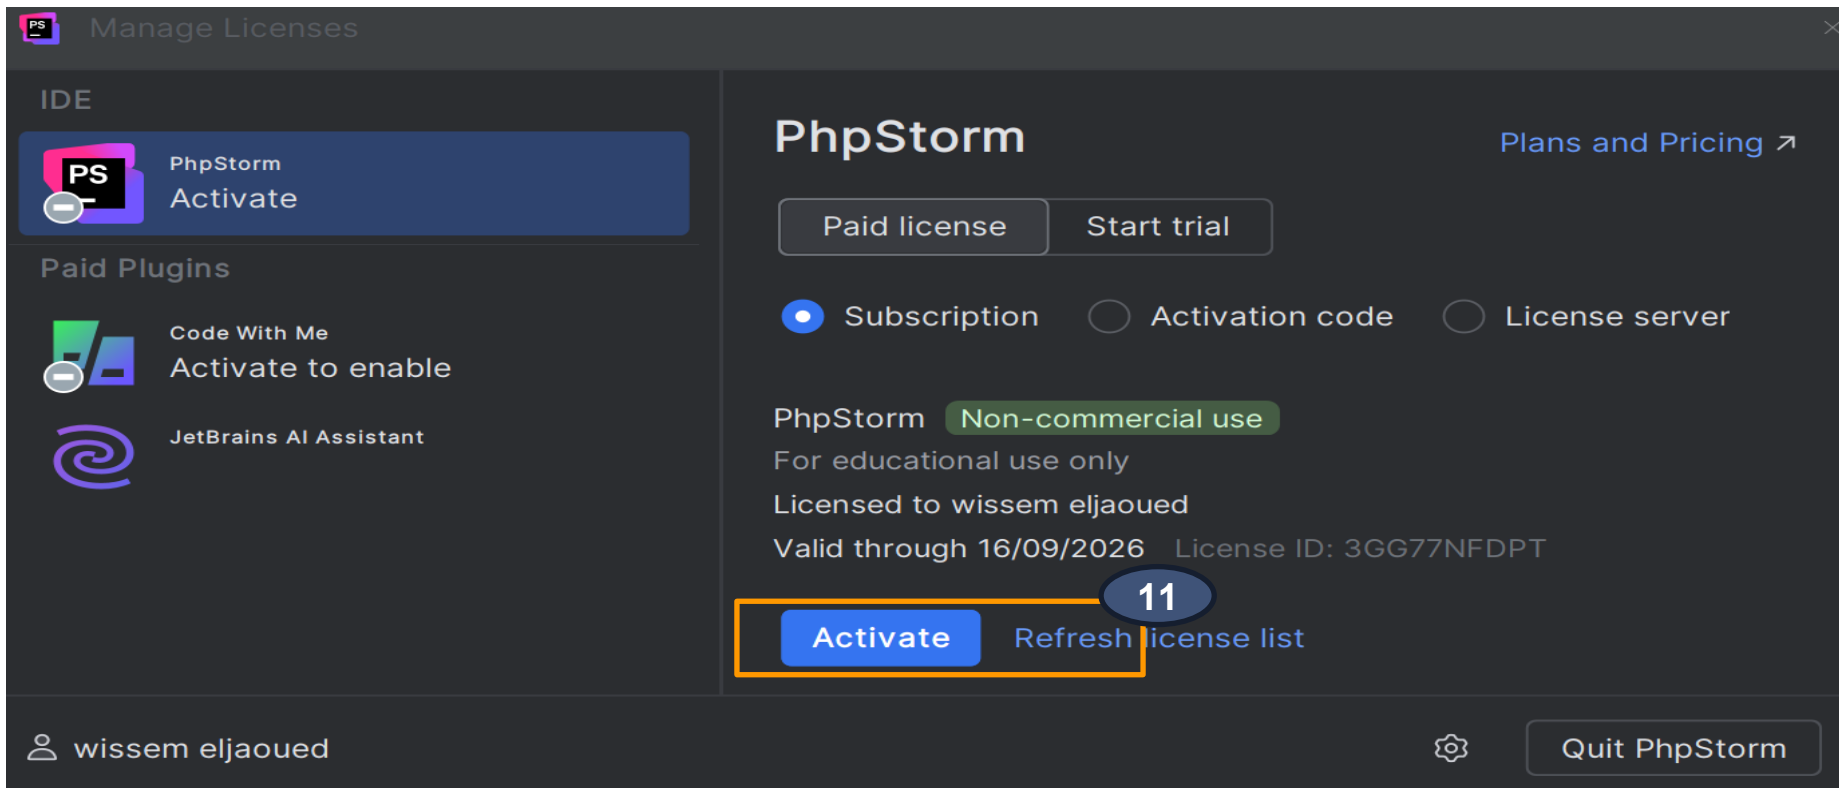 PS
Manage Licenses
IDE
PS
PhpStorm
Activate
Paid Plugins
Code With Me
Activate to enable
JetBrains AI Assistant
PhpStorm
Plans and Pricing
Paid license
Start trial
Subscription
Activation code
License server
PhpStorm Non-commercial use
For educational use only
Licensed to wissem eljaoued
Valid through 16/09/2026 License ID: 3GG77NFDPT
11
Activate
Refresh license list
wissem eljaoued
Quit PhpStorm